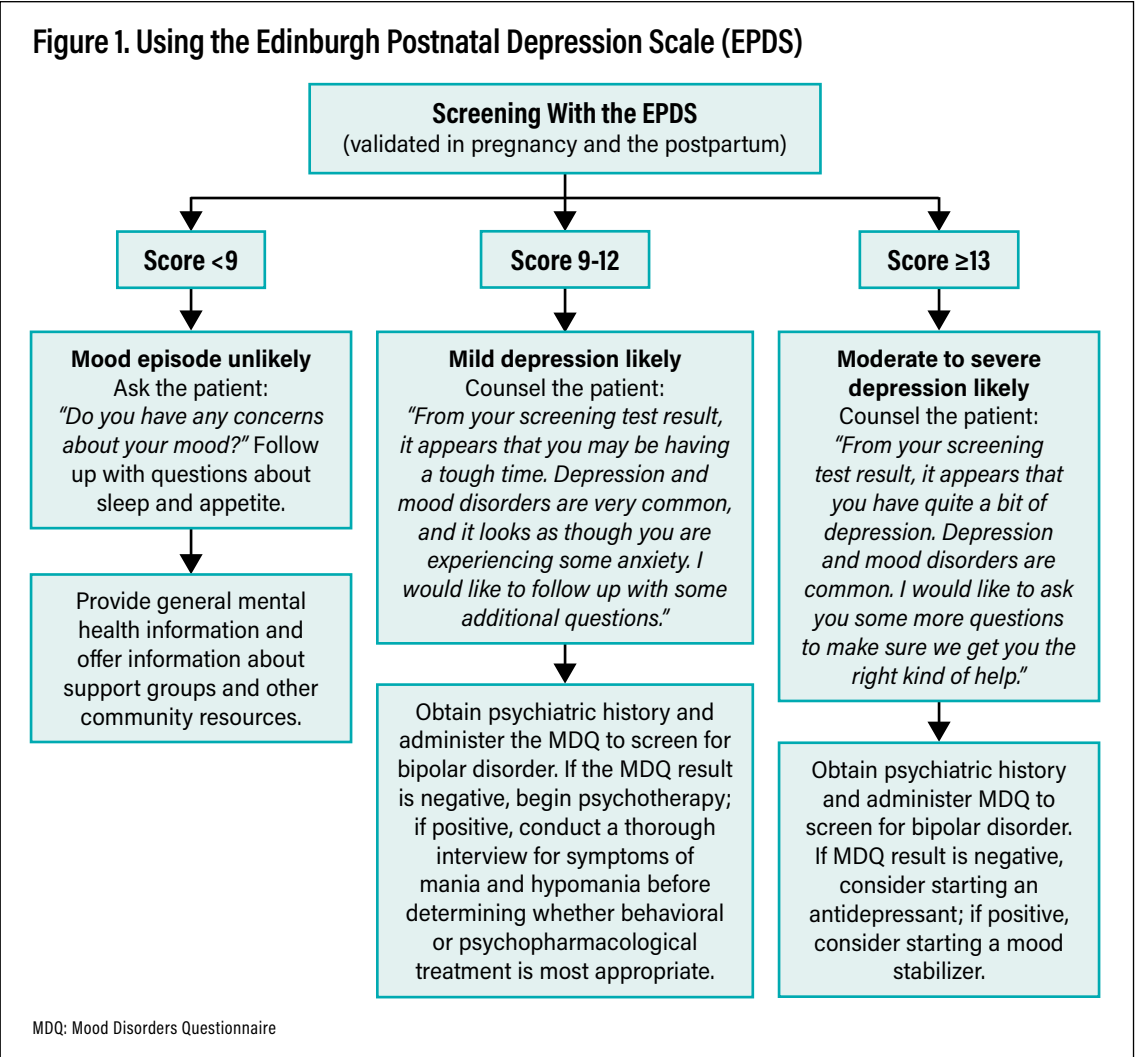 Figure 1. Using the Edinburgh Postnatal Depression Scale (EPDS)
Screening With the EPDS
(validated in pregnancy and the postpartum)
Score <9
Mood episode unlikely
Ask the patient:
“Do you have any concerns
about your mood?” Follow
up with questions about
sleep and appetite.
Provide general mental
health information and
offer information about
support groups and other
community resources.
Score 9-12
Mild depression likely
Counsel the patient:
“From your screening test result,
it appears that you may be having
a tough time. Depression and
mood disorders are very common,
and it looks as though you are
experiencing some anxiety. I
would like to follow up with some
additional questions.”
Obtain psychiatric history and
administer the MDQ to screen for
bipolar disorder. If the MDQ result
is negative, begin psychotherapy;
if positive, conduct a thorough
interview for symptoms of
mania and hypomania before
determining whether behavioral
or psychopharmacological
treatment is most appropriate.
Score ≥13
Moderate to severe
depression likely
Counsel the patient:
“From your screening
test result, it appears that
you have quite a bit of
depression. Depression
and mood disorders are
common. I would like to ask
you some more questions
to make sure we get you the
right kind of help.”
Obtain psychiatric history
and administer MDQ to
screen for bipolar disorder.
If MDQ result is negative,
consider starting an
antidepressant; if positive,
consider starting a mood
stabilizer.
MDQ: Mood Disorders Questionnaire